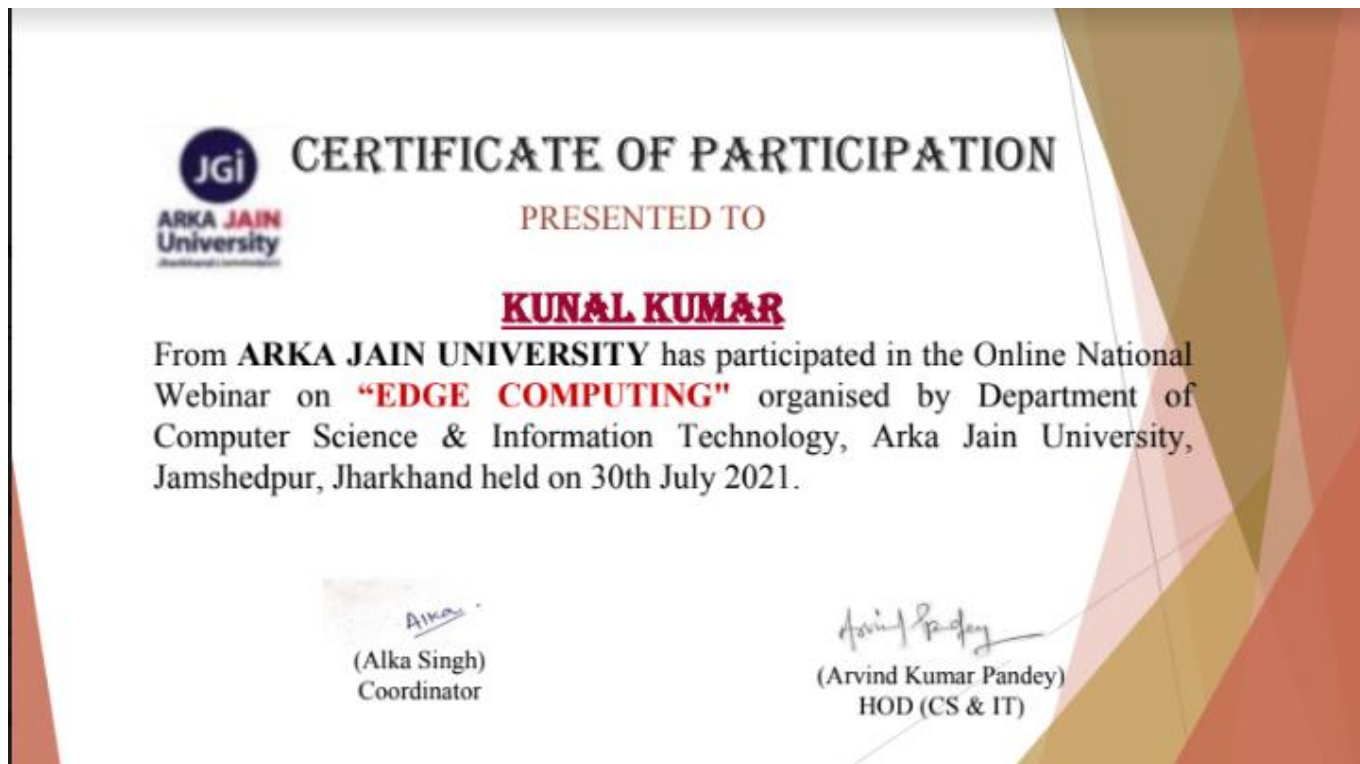 JGi
CERTIFICATE OF PARTICIPATION
ARKA JAIN
University
PRESENTED TO
KUNAL KUMAR
From ARKA JAIN UNIVERSITY has participated in the Online National
Webinar on “EDGE COMPUTING" organised by Department of
Computer Science & Information Technology, Arka Jain University,
Jamshedpur, Jharkhand held on 30th July 2021.
Alka
(Alka Singh)
Coordinator
Arvind Pandey
(Arvind Kumar Pandey)
HOD (CS & IT)